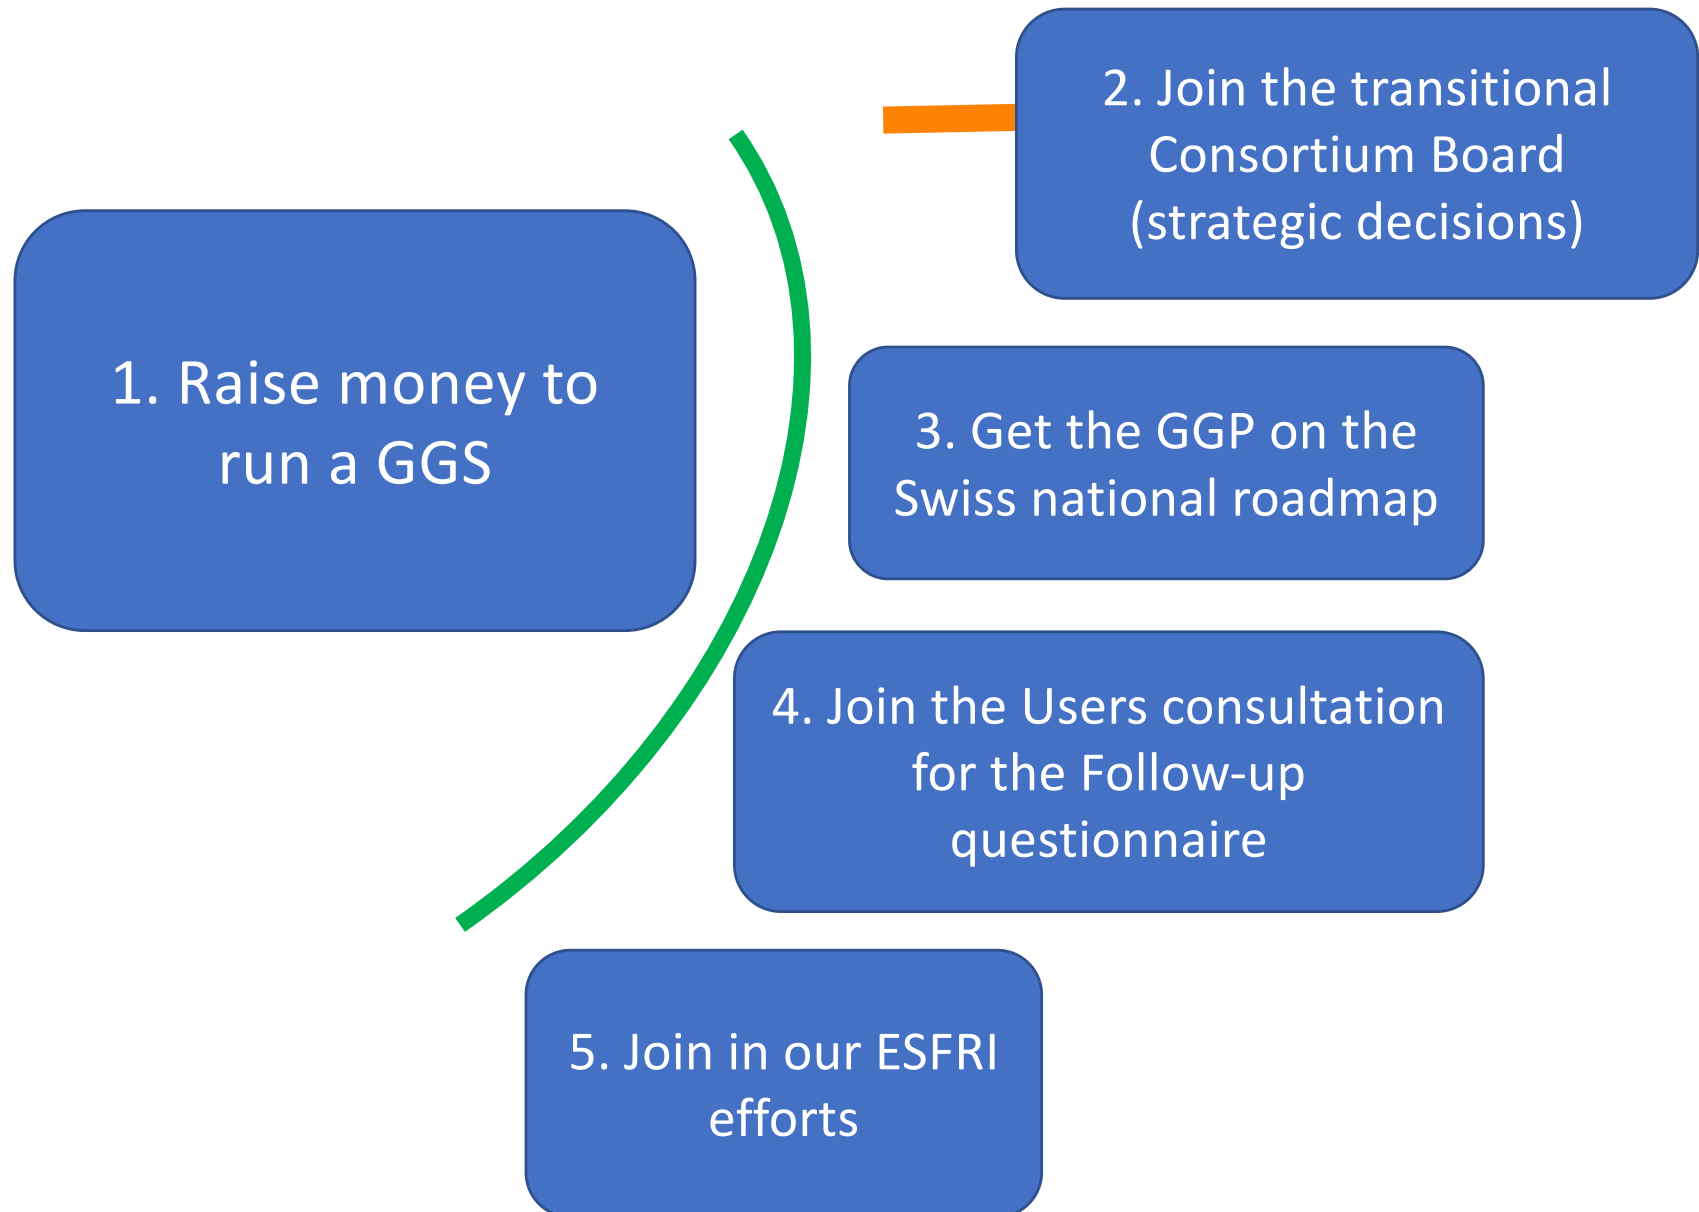 1. Raise money to
run a GGS
2. Join the transitional
Consortium Board
(strategic decisions)
3. Get the GGP on the
Swiss national roadmap
4. Join the Users consultation
for the Follow-up
questionnaire
5. Join in our ESFRI
efforts